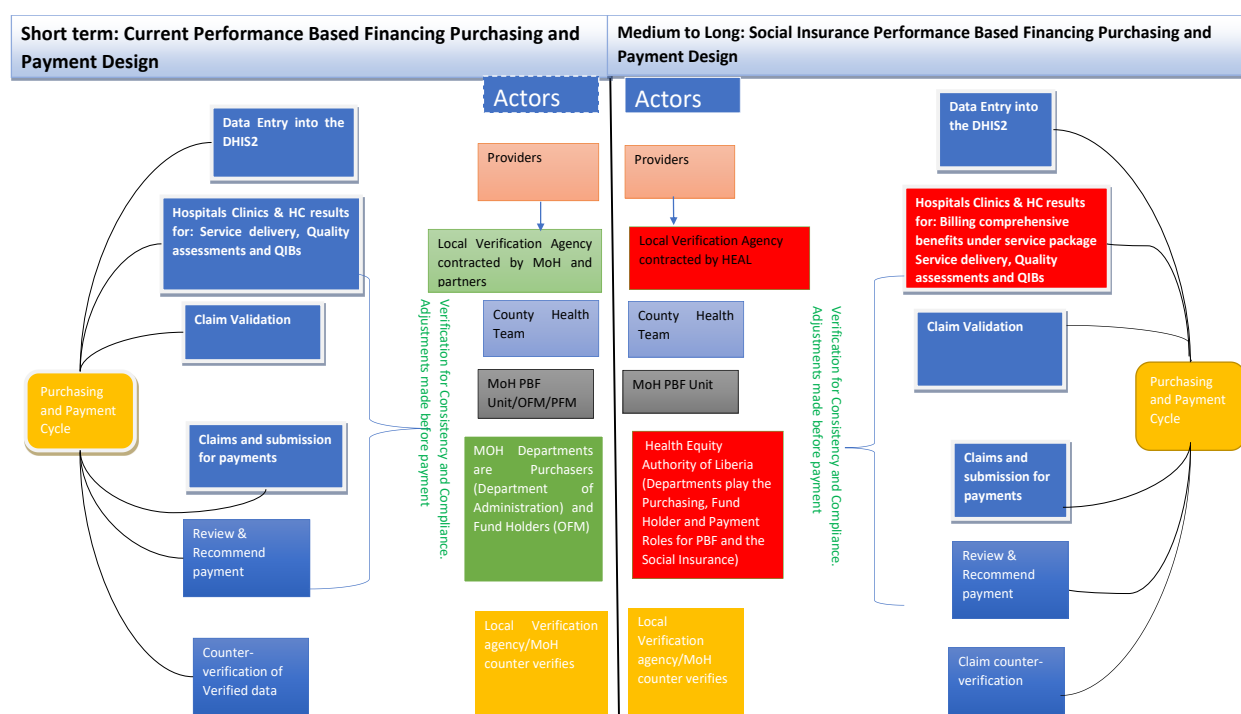 Short term: Current Performance Based Financing Purchasing and
Payment Design
Medium to Long: Social Insurance Performance Based Financing Purchasing and
Payment Design
Data Entry into the
DHIS2
Hospitals Clinics & HC results
for: Service delivery, Quality
assessments and QIBs
Claim Validation
Purchasing
and Payment
Cycle
Claims and submission
for payments
Review &
Recommend
payment
Counter-
verification of
Verified data
Verification for Consistency and Compliance.
Adjustments made before payment
Actors
Providers
Local Verification Agency
contracted by MoH and
partners
County Health
Team
MoH PBF
Unit/OFM/PFM
MOH Departments
are Purchasers
(Department of
Administration) and
Fund Holders (OFM)
Local Verification
agency/MoH
counter verifies
Actors
Providers
Local Verification Agency
contracted by HEAL
County Health
Team
MoH PBF Unit
Health Equity
Authority of Liberia
(Departments play the
Purchasing, Fund
Holder and Payment
Roles for PBF and the
Social Insurance)
Local
Verification
agency/MoH
counter verifies
Verification for Consistency and Compliance.
Adjustments made before payment
Data Entry into
the DHIS2
Hospitals Clinics & HC results
for: Billing comprehensive
benefits under service package
Service delivery, Quality
assessments and QIBs
Claim Validation
Purchasing
and Payment
Cycle
Claims and
submission for
payments
Review &
Recommend
payment
Claim counter-
verification